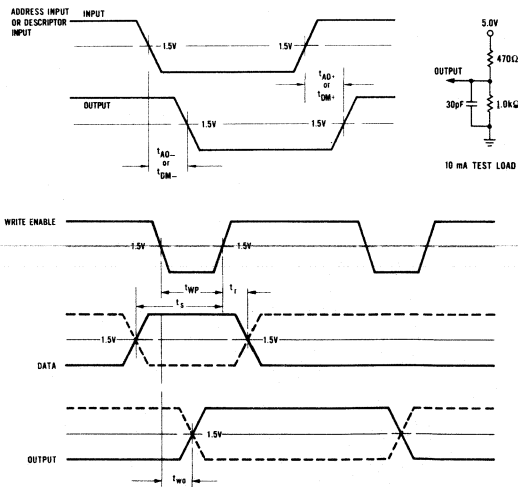 ADDRESS INPUT
OR DESCRIPTOR
INPUT
INPUT
1.5V
1.5V
tAO+
or
tDM+
OUTPUT
1.5V
1.5V
tAO−
or
tDM−
5.0V
470Ω
OUTPUT
30pF
1.0kΩ
10 mA TEST LOAD
WRITE ENABLE
1.5V
1.5V
tWP
tr
ts
1.5V
1.5V
DATA
1.5V
OUTPUT
two